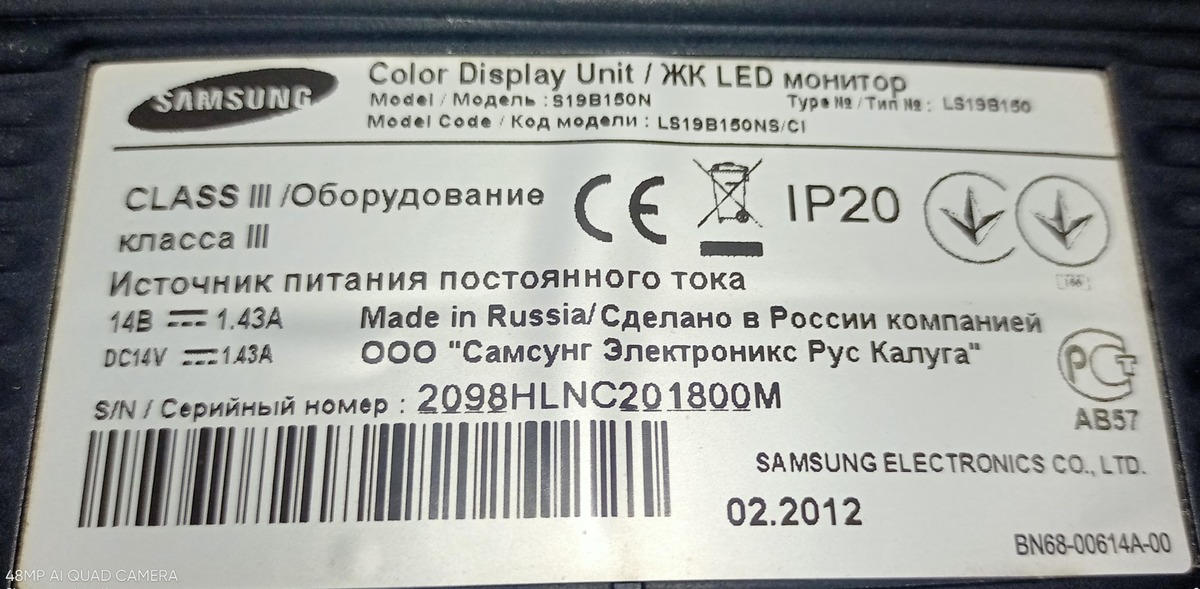 SAMSUNG
Color Display Unit / ЖК LED монитор
Model / Модель : S19B150N Type № / Тип № : LS19B150
Model Code / Код модели : LS19B150NS/CI
CLASS III /Оборудование
класса III
CE IP20
Источник питания постоянного тока
14В 1.43А
DC14V 1.43A
Made in Russia/Сделано в России компанией
ООО "Самсунг Электроникс Рус Калуга"
S/N / Серийный номер : 2098HLNC201800M
РСТ
АВ57
SAMSUNG ELECTRONICS CO., LTD.
02.2012
BN68-00614A-00
48MP AI QUAD CAMERA